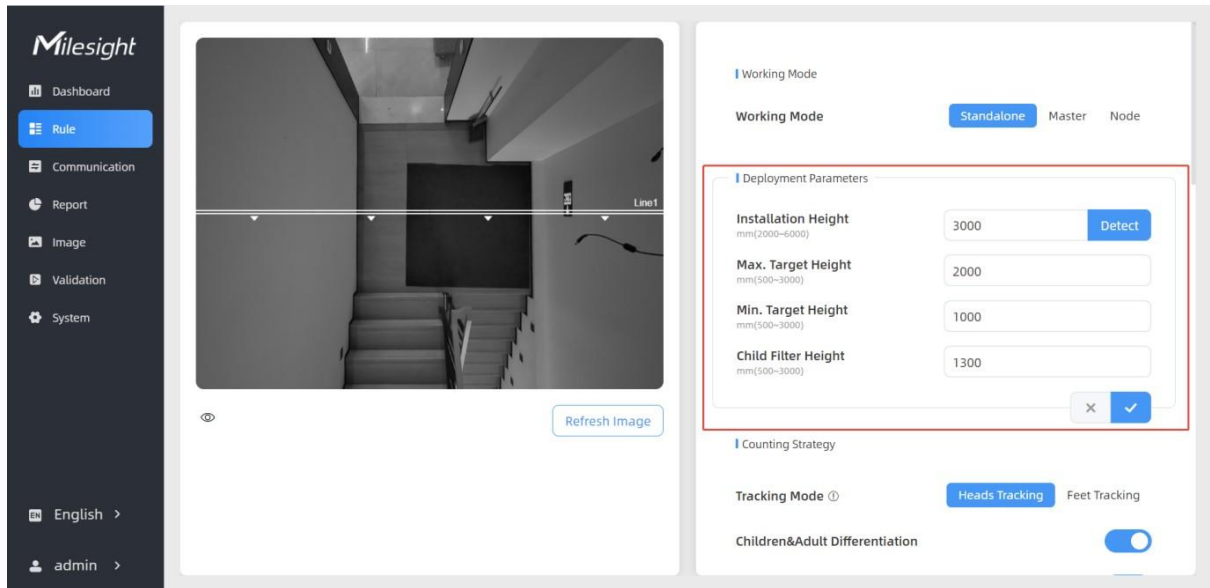 Milesight
Dashboard
Rule
Communication
Report
Image
Validation
System
EN English >
admin >
Line1
Refresh Image
Working Mode
Working Mode Standalone Master Node
Deployment Parameters
Installation Height 3000 Detect
mm(2000~6000)
Max. Target Height 2000
mm(500~3000)
Min. Target Height 1000
mm(500~3000)
Child Filter Height 1300
mm(500~3000)
Counting Strategy
Tracking Mode Heads Tracking Feet Tracking
Children&Adult Differentiation